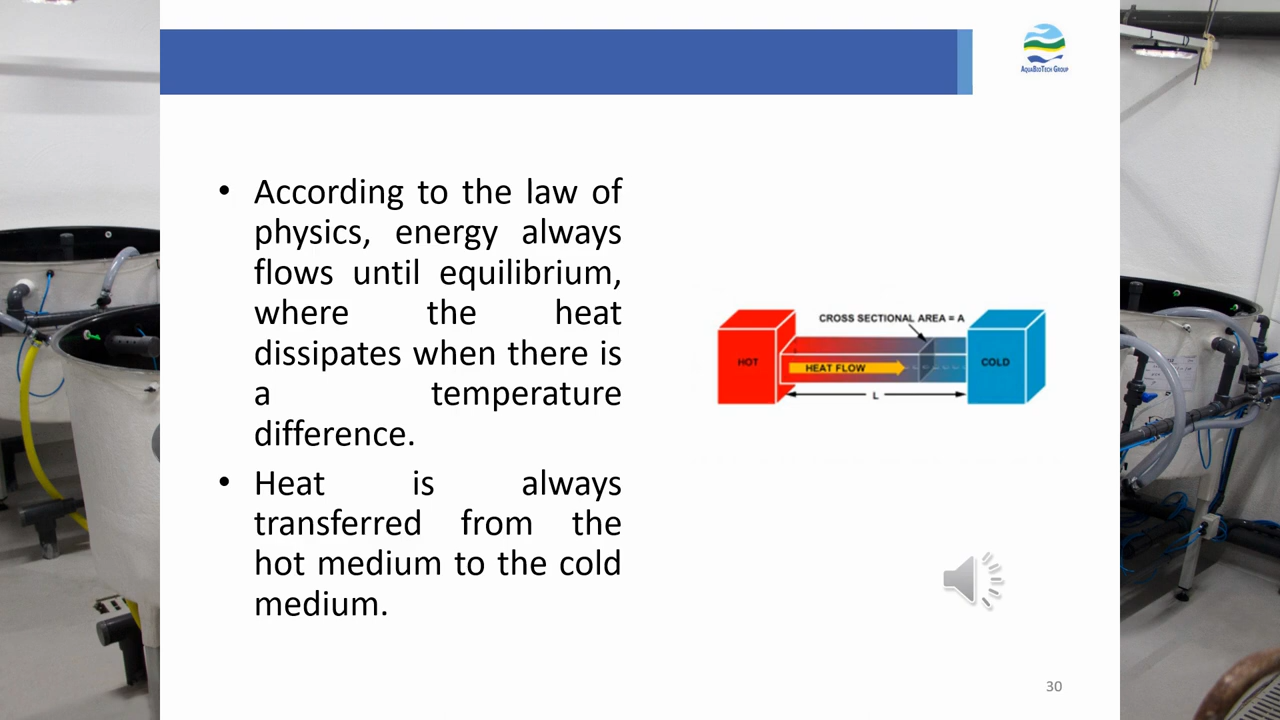 AQUABIOTECH GROUP
• According to the law of
physics, energy always
flows until equilibrium,
where the heat
dissipates when there is
a temperature
difference.
• Heat is always
transferred from the
hot medium to the cold
medium.
CROSS SECTIONAL AREA = A
HOT
HEAT FLOW
COLD
L
30